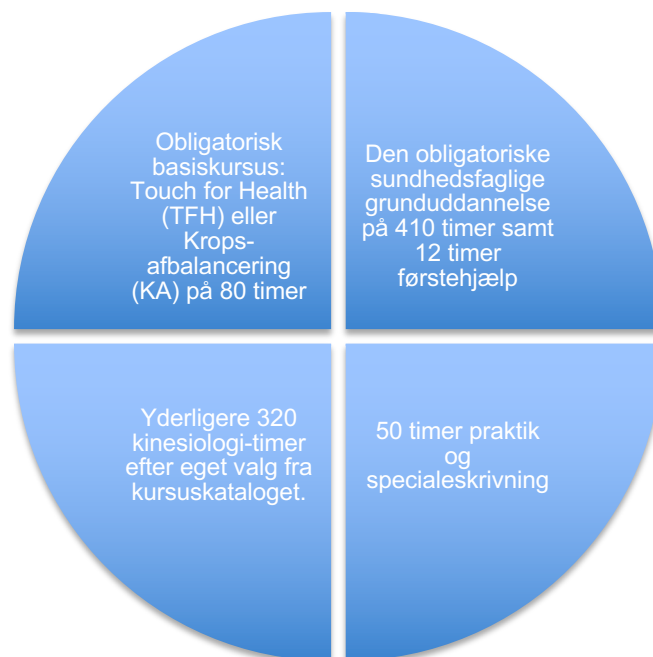 Obligatorisk
basiskursus:
Touch for Health
(TFH) eller
Krops-
afbalancering
(KA) på 80 timer
Den obligatoriske
sundhedsfaglige
grunduddannelse
på 410 timer samt
12 timer
førstehjælp
Yderligere 320
kinesiologi-timer
efter eget valg fra
kursuskataloget.
50 timer praktik
og
specialeskrivning